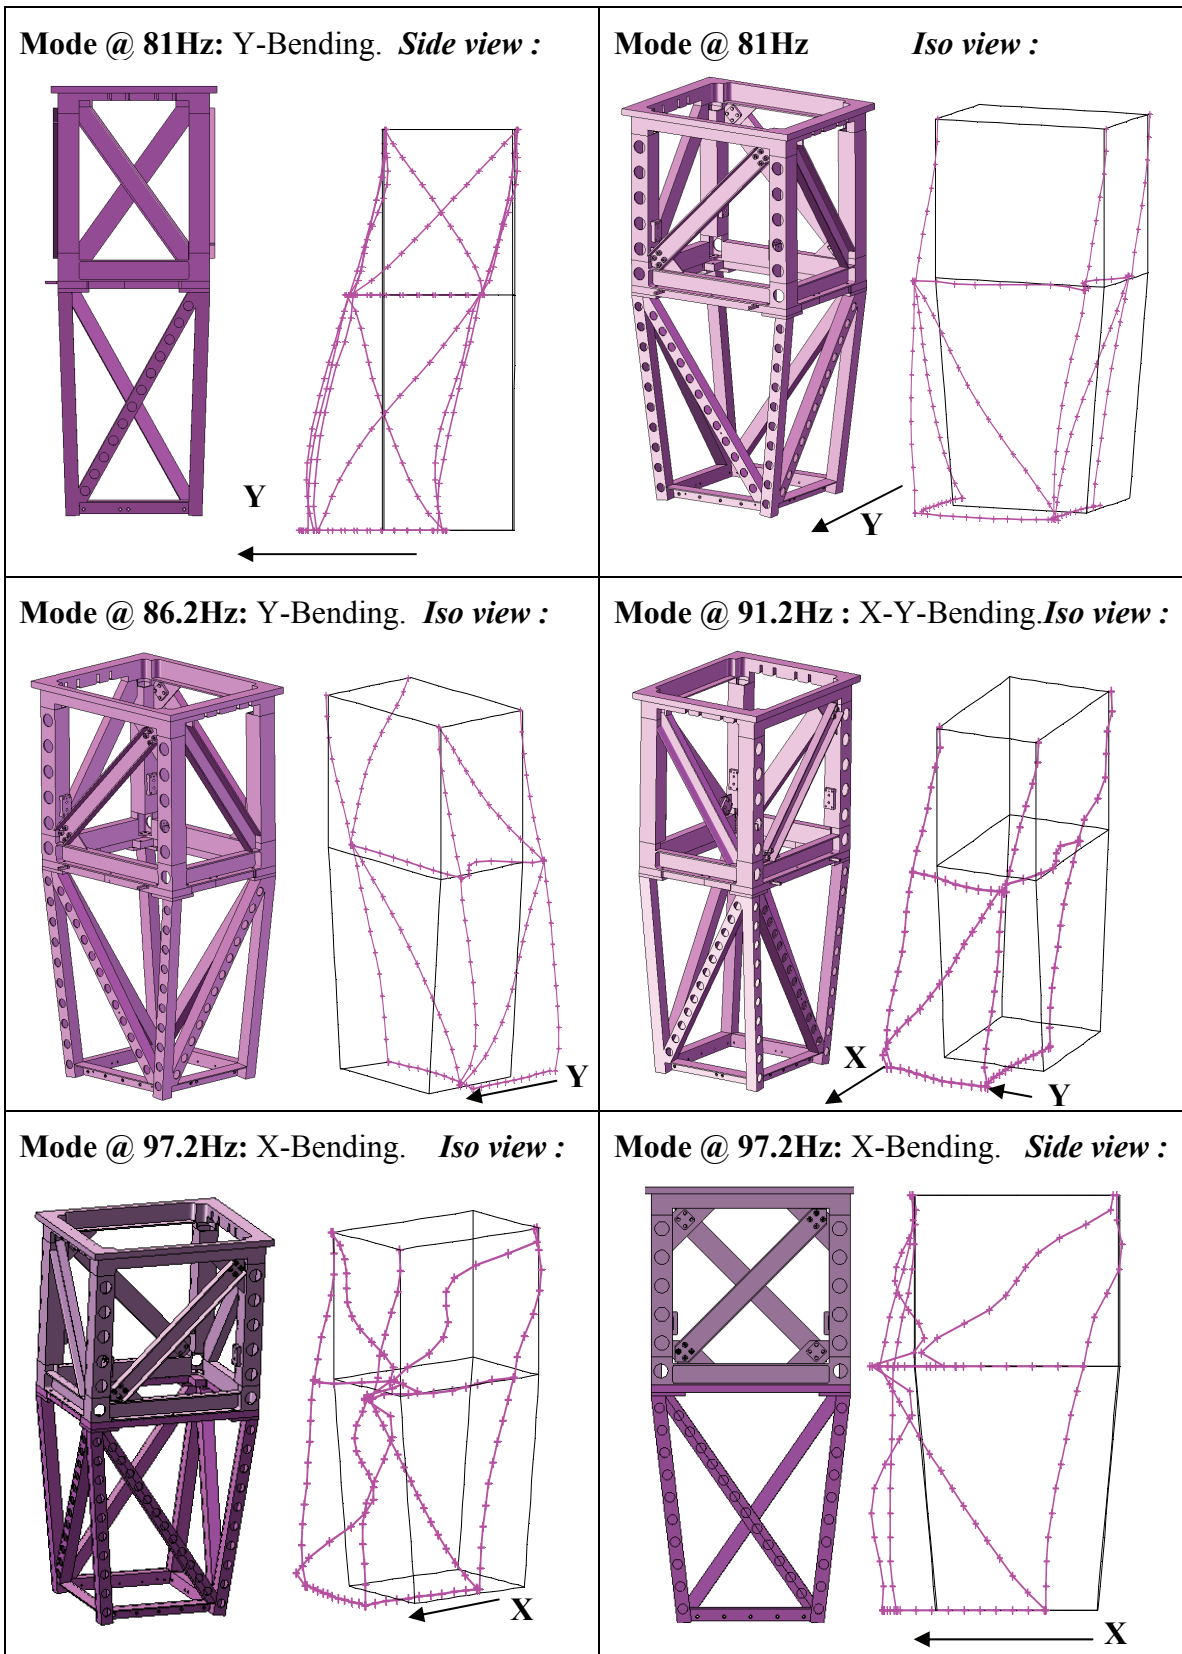 Mode @ 81Hz: Y-Bending. Side view :
Y
Mode @ 81Hz Iso view :
Y
Mode @ 86.2Hz: Y-Bending. Iso view :
Y
Mode @ 91.2Hz : X-Y-Bending.Iso view :
X
Y
Mode @ 97.2Hz: X-Bending. Iso view :
X
Mode @ 97.2Hz: X-Bending. Side view :
X